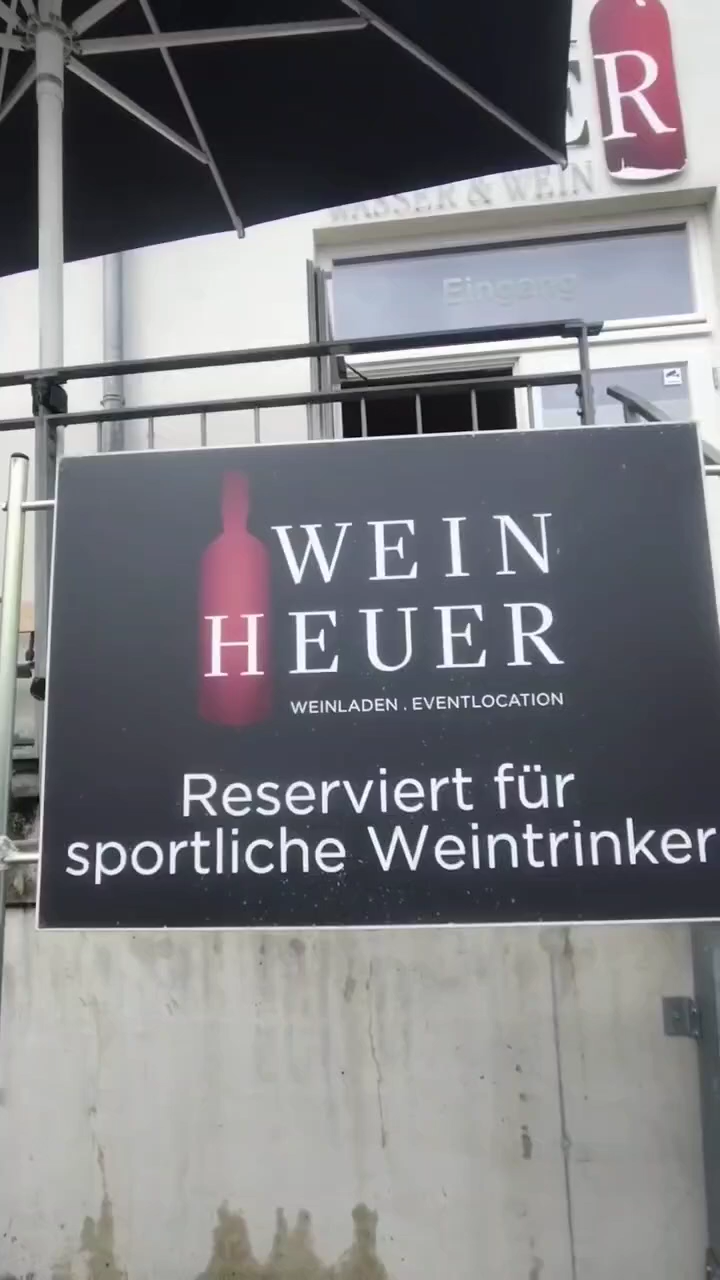 ER
WASSER & WEIN
Eingang
WEIN
HEUER
WEINLADEN . EVENTLOCATION
Reserviert für
sportliche Weintrinker